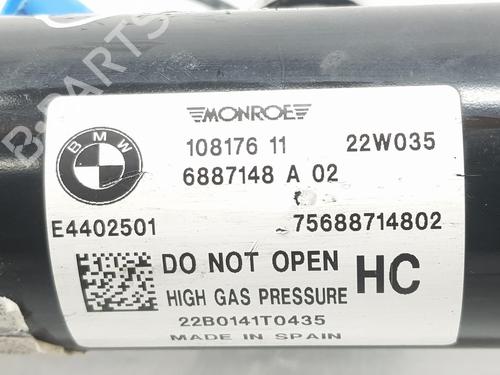 MONROE
BMW
108176 11 22W035
6887148 A 02
E4402501 75688714802
DO NOT OPEN HC
HIGH GAS PRESSURE
22B0141T0435
MADE IN SPAIN
B-PARTS